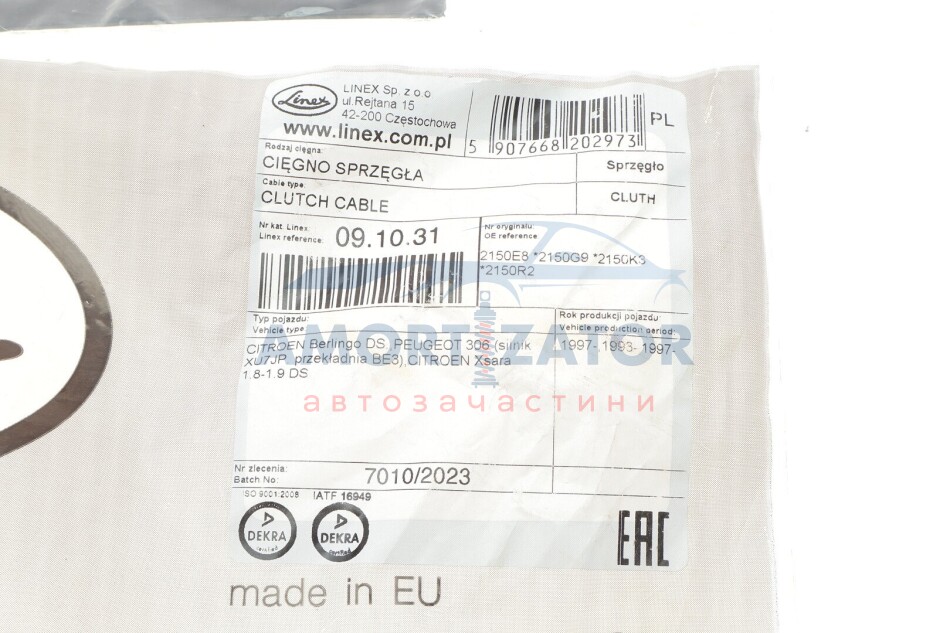 Linex
LINEX Sp. z o.o
ul.Rejtana 15
42-200 Częstochowa
www.linex.com.pl
5 907668 202973
PL
Rodzaj cięgna:
CIĘGNO SPRZĘGŁA
Sprzęgło
Cable type:
CLUTCH CABLE
CLUTH
Nr kat. Linex:
Linex reference:
09.10.31
Nr oryginału:
OE reference
2150E8 *2150G9 *2150K3
*2150R2
Typ pojazdu:
Vehicle type:
Rok produkcji pojazdu
Vehicle production period:
CITROEN Berlingo DS, PEUGEOT 306 (silnik
XU7JP, przekładnia BE3),CITROEN Xsara
1.8-1.9 DS
1997-, 1993- 1997-
AMORTIZATOR
автозачастини
Nr zlecenia:
Batch No:
7010/2023
ISO 9001:2008
IATF 16949
DEKRA
DEKRA
EAC
made in EU